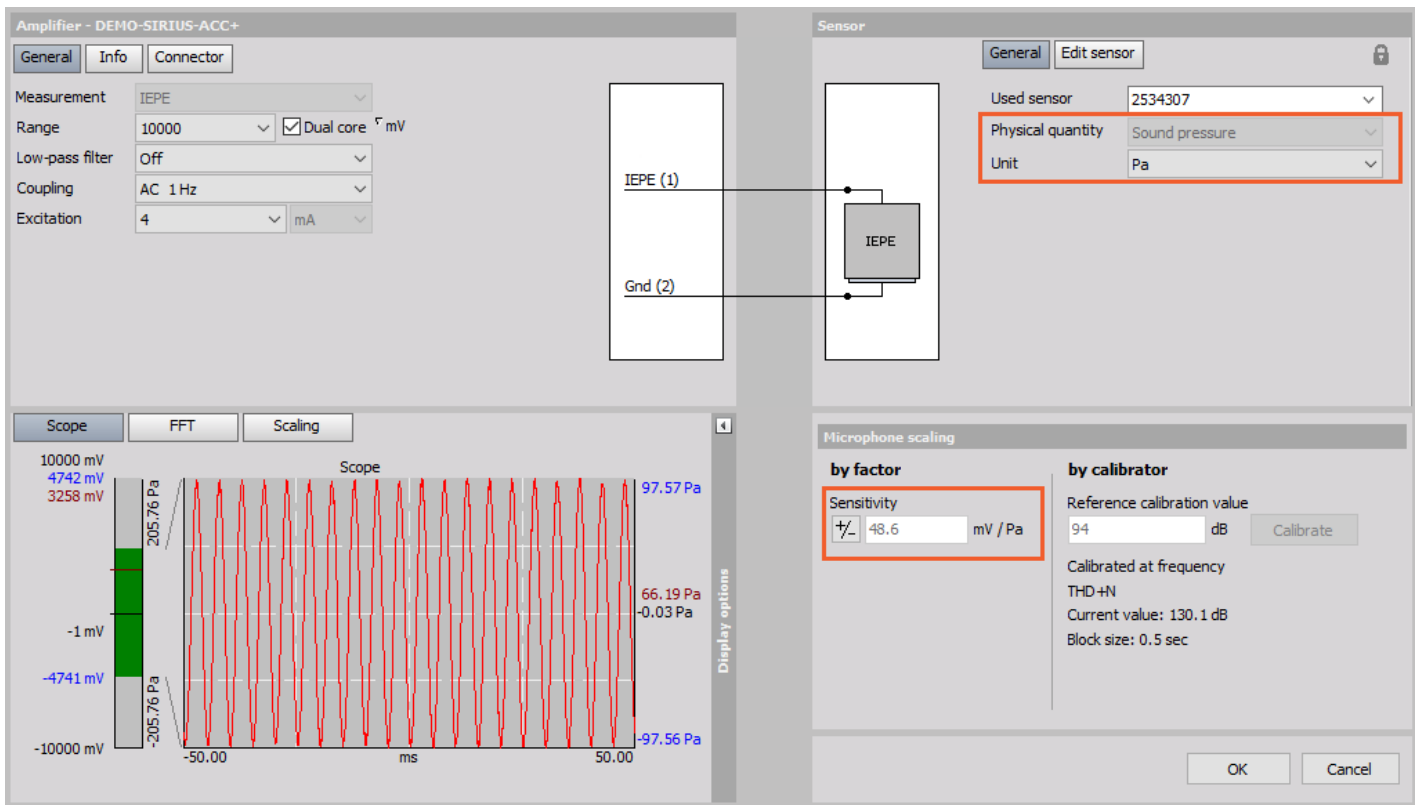 Amplifier - DEMO-SIRIUS-ACC+
General Info Connector
Measurement IEPE
Range 10000 Dual core mV
Low-pass filter Off
Coupling AC 1 Hz
Excitation 4 mA
IEPE (1)
Gnd (2)
Sensor
General Edit sensor
Used sensor 2534307
Physical quantity Sound pressure
Unit Pa
IEPE
Scope FFT Scaling
Scope
10000 mV
4742 mV
3258 mV
-1 mV
-4741 mV
-10000 mV
205.76 Pa
-205.76 Pa
97.57 Pa
66.19 Pa
-0.03 Pa
-97.56 Pa
-50.00 ms 50.00
Display options
Microphone scaling
by factor
Sensitivity
+/- 48.6 mV / Pa
by calibrator
Reference calibration value
94 dB Calibrate
Calibrated at frequency
THD+N
Current value: 130.1 dB
Block size: 0.5 sec
OK Cancel